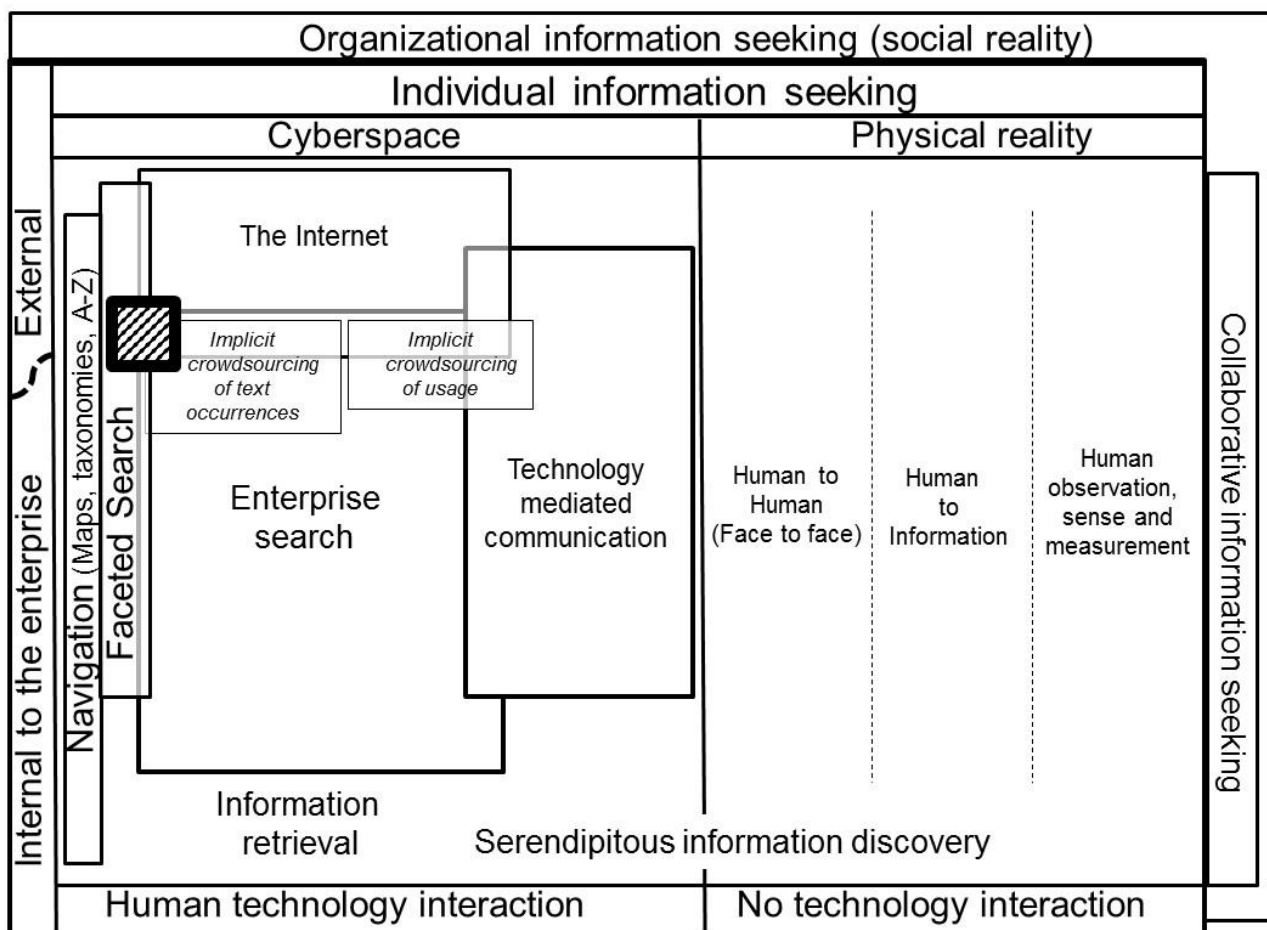 Organizational information seeking (social reality)
Individual information seeking
Cyberspace
Physical reality
External
Internal to the enterprise
Navigation (Maps, taxonomies, A-Z)
Faceted Search
The Internet
Implicit
crowdsourcing
of text
occurrences
Implicit
crowdsourcing
of usage
Enterprise
search
Technology
mediated
communication
Human to
Human
(Face to face)
Human
to
Information
Human
observation,
sense and
measurement
Collaborative information seeking
Information
retrieval
Serendipitous information discovery
Human technology interaction
No technology interaction